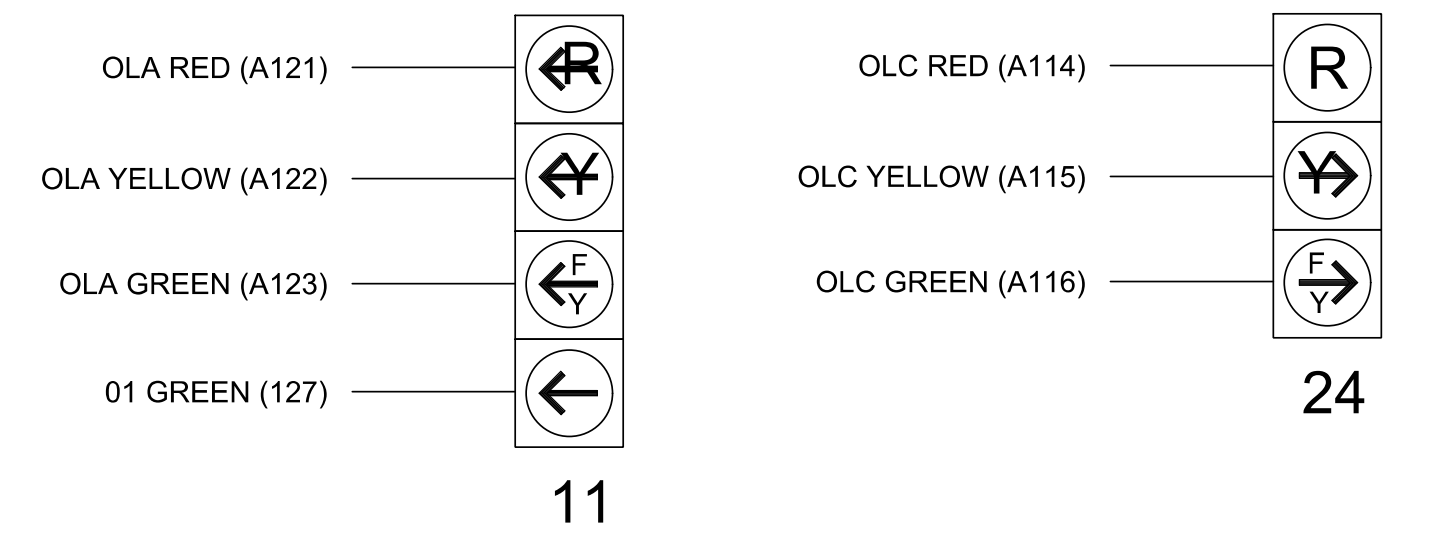 OLA RED (A121)
R
OLA YELLOW (A122)
Y
OLA GREEN (A123)
F
Y
01 GREEN (127)
11
OLC RED (A114)
R
OLC YELLOW (A115)
Y
OLC GREEN (A116)
F
Y
24